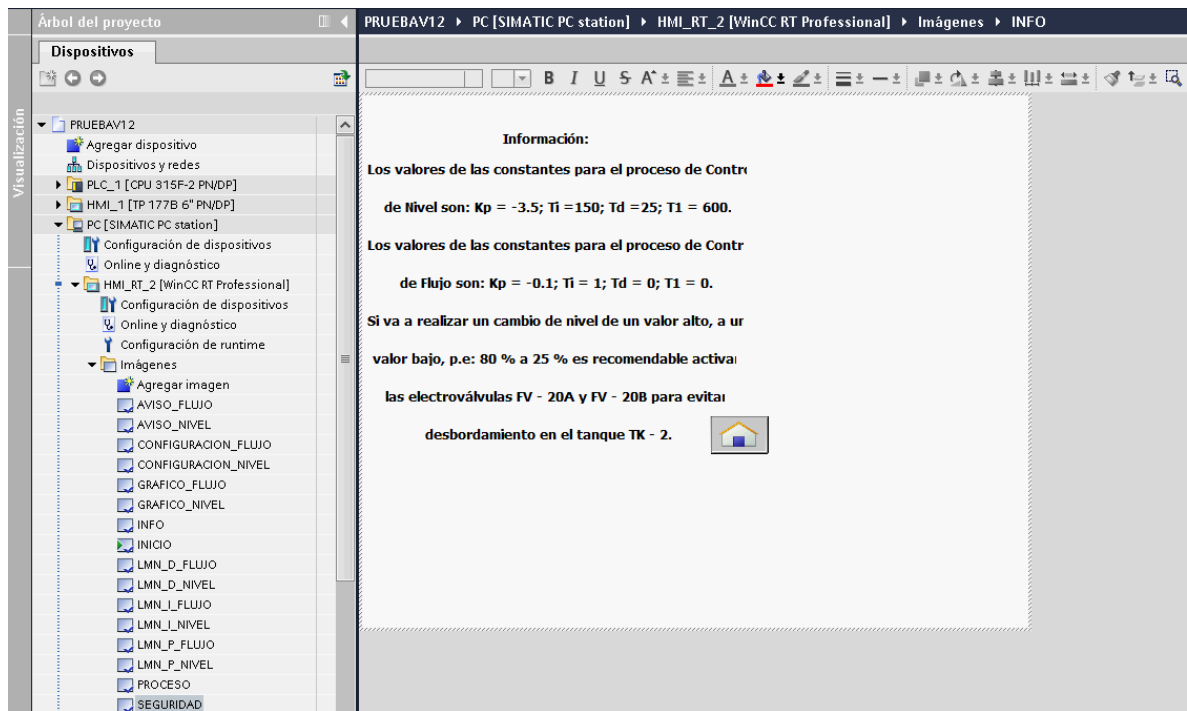 Árbol del proyecto
PRUEBAV12 ▸ PC [SIMATIC PC station] ▸ HMI_RT_2 [WinCC RT Professional] ▸ Imágenes ▸ INFO
Dispositivos
B I U S A A
Visualización
PRUEBAV12
Agregar dispositivo
Dispositivos y redes
PLC_1 [CPU 315F-2 PN/DP]
HMI_1 [TP 177B 6" PN/DP]
PC [SIMATIC PC station]
Configuración de dispositivos
Online y diagnóstico
HMI_RT_2 [WinCC RT Professional]
Configuración de dispositivos
Online y diagnóstico
Configuración de runtime
Imágenes
Agregar imagen
AVISO_FLUJO
AVISO_NIVEL
CONFIGURACION_FLUJO
CONFIGURACION_NIVEL
GRAFICO_FLUJO
GRAFICO_NIVEL
INFO
INICIO
LMN_D_FLUJO
LMN_D_NIVEL
LMN_I_FLUJO
LMN_I_NIVEL
LMN_P_FLUJO
LMN_P_NIVEL
PROCESO
SEGURIDAD
Información:
Los valores de las constantes para el proceso de Contr
de Nivel son: Kp = -3.5; Ti =150; Td =25; T1 = 600.
Los valores de las constantes para el proceso de Contr
de Flujo son: Kp = -0.1; Ti = 1; Td = 0; T1 = 0.
Si va a realizar un cambio de nivel de un valor alto, a un
valor bajo, p.e: 80 % a 25 % es recomendable activa
las electroválvulas FV - 20A y FV - 20B para evita
desbordamiento en el tanque TK - 2.